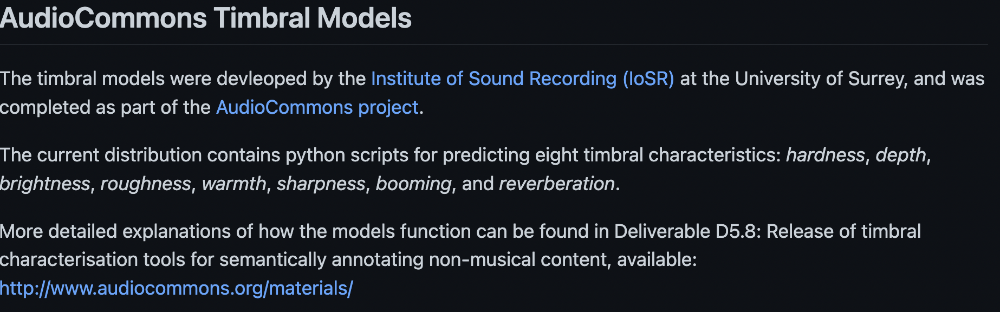 AudioCommons Timbral Models
The timbral models were devleoped by the Institute of Sound Recording (IoSR) at the University of Surrey, and was
completed as part of the AudioCommons project.
The current distribution contains python scripts for predicting eight timbral characteristics: hardness, depth,
brightness, roughness, warmth, sharpness, booming, and reverberation.
More detailed explanations of how the models function can be found in Deliverable D5.8: Release of timbral
characterisation tools for semantically annotating non-musical content, available:
http://www.audiocommons.org/materials/